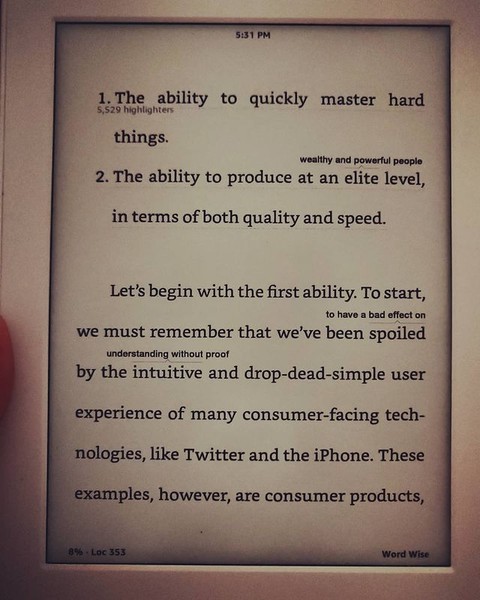 5:31 PM
1. The ability to quickly master hard
5,529 highlighters
things.
wealthy and powerful people
2. The ability to produce at an elite level,
in terms of both quality and speed.
Let's begin with the first ability. To start,
to have a bad effect on
we must remember that we've been spoiled
understanding without proof
by the intuitive and drop-dead-simple user
experience of many consumer-facing tech-
nologies, like Twitter and the iPhone. These
examples, however, are consumer products,
8% - Loc 353
Word Wise